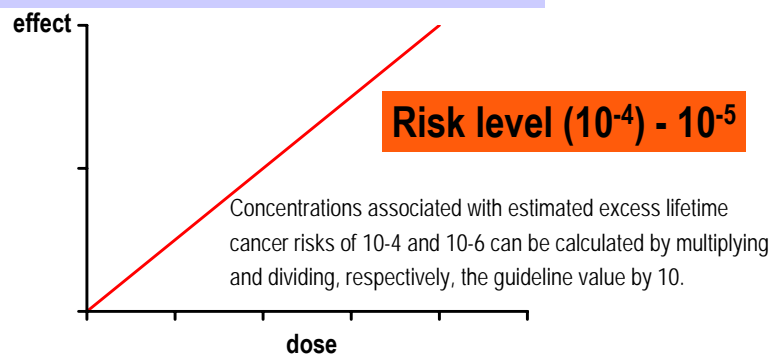 effect
Risk level (10-4) - 10-5
Concentrations associated with estimated excess lifetime
cancer risks of 10-4 and 10-6 can be calculated by multiplying
and dividing, respectively, the guideline value by 10.
dose